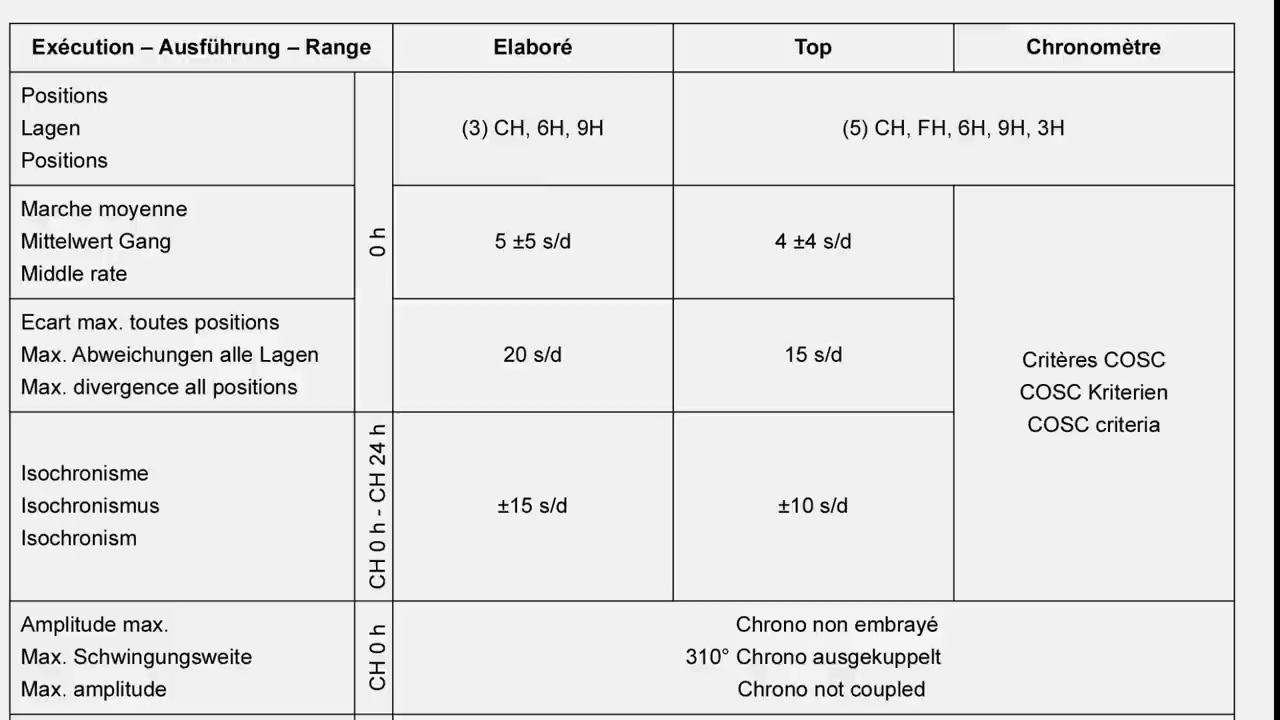 Exécution – Ausführung – Range
Elaboré
Top
Chronomètre
Positions
Lagen
Positions
0 h
(3) CH, 6H, 9H
(5) CH, FH, 6H, 9H, 3H
Marche moyenne
Mittelwert Gang
Middle rate
5 ±5 s/d
4 ±4 s/d
Critères COSC
COSC Kriterien
COSC criteria
Ecart max. toutes positions
Max. Abweichungen alle Lagen
Max. divergence all positions
20 s/d
15 s/d
Isochronisme
Isochronismus
Isochronism
CH 0 h - CH 24 h
±15 s/d
±10 s/d
Amplitude max.
Max. Schwingungsweite
Max. amplitude
CH 0 h
Chrono non embrayé
310° Chrono ausgekuppelt
Chrono not coupled